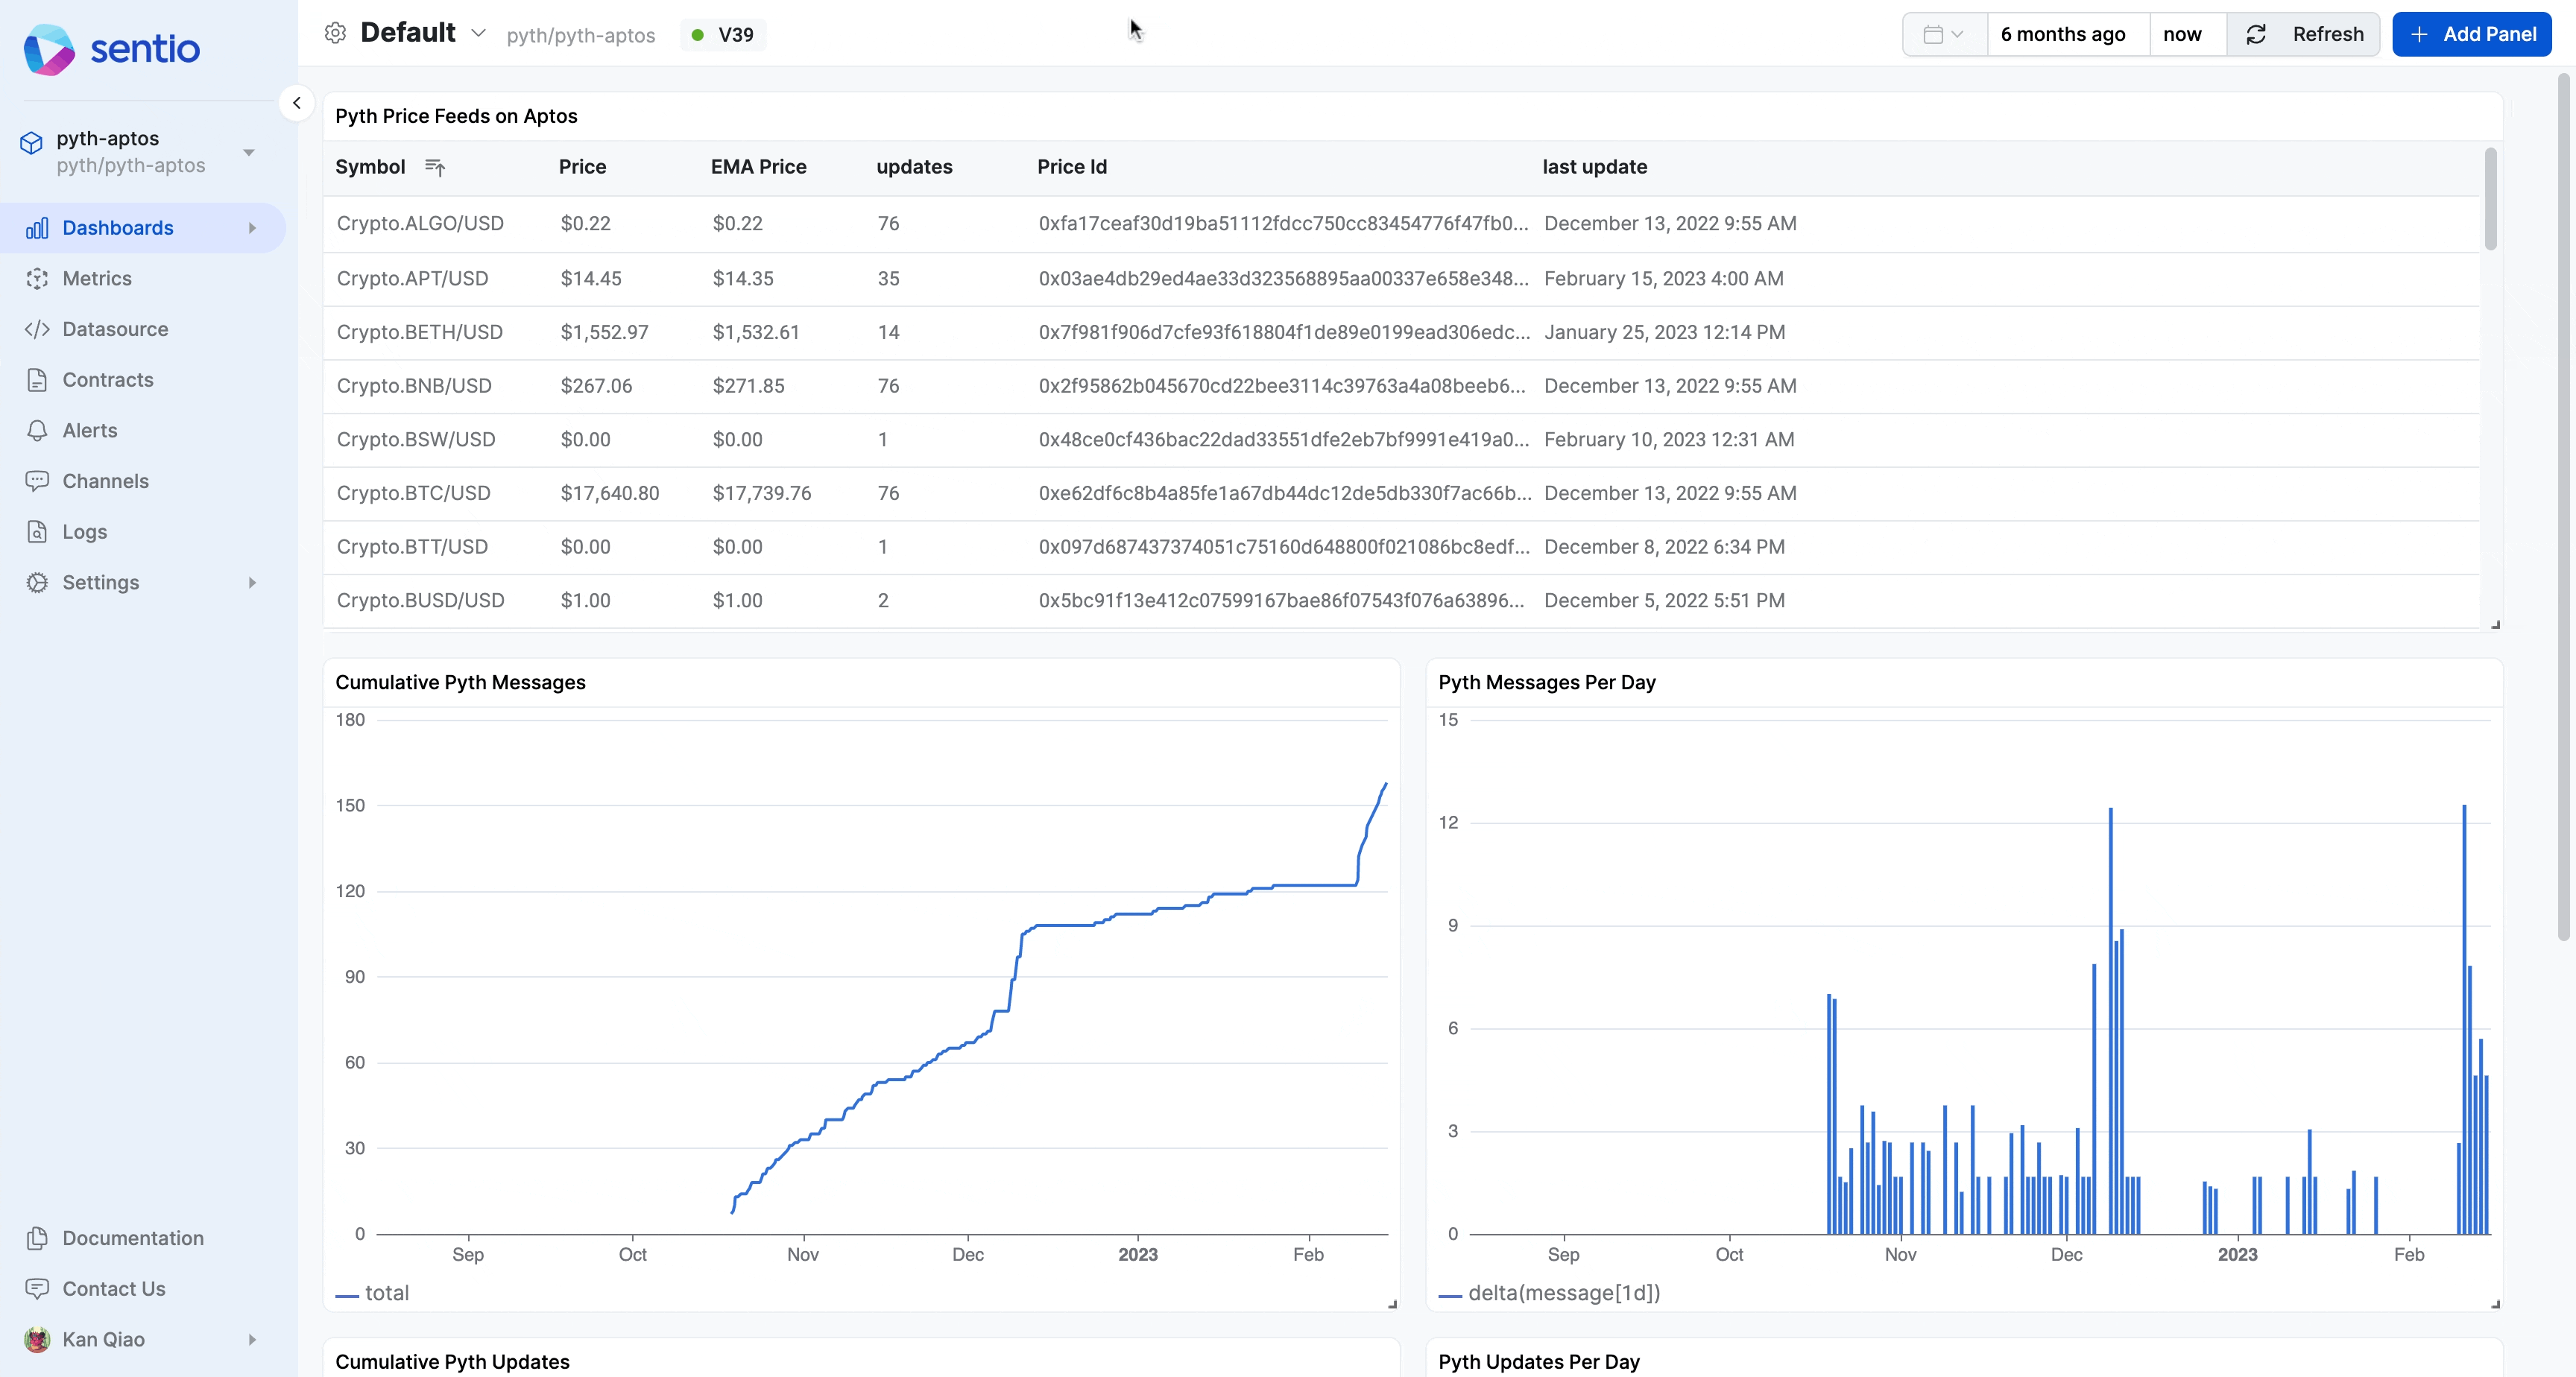 sentio
pyth-aptos
pyth/pyth-aptos
Dashboards
Metrics
Datasource
Contracts
Alerts
Channels
Logs
Settings
Documentation
Contact Us
Kan Qiao
Default pyth/pyth-aptos V39
6 months ago now Refresh + Add Panel
Pyth Price Feeds on Aptos
Symbol Price EMA Price updates Price Id last update
Crypto.ALGO/USD $0.22 $0.22 76 0xfa17ceaf30d19ba51112fdcc750cc83454776f47fb0... December 13, 2022 9:55 AM
Crypto.APT/USD $14.45 $14.35 35 0x03ae4db29ed4ae33d323568895aa00337e658e348... February 15, 2023 4:00 AM
Crypto.BETH/USD $1,552.97 $1,532.61 14 0x7f981f906d7cfe93f618804f1de89e0199ead306edc... January 25, 2023 12:14 PM
Crypto.BNB/USD $267.06 $271.85 76 0x2f95862b045670cd22bee3114c39763a4a08beeb6... December 13, 2022 9:55 AM
Crypto.BSW/USD $0.00 $0.00 1 0x48ce0cf436bac22dad33551dfe2eb7bf9991e419a0... February 10, 2023 12:31 AM
Crypto.BTC/USD $17,640.80 $17,739.76 76 0xe62df6c8b4a85fe1a67db44dc12de5db330f7ac66b... December 13, 2022 9:55 AM
Crypto.BTT/USD $0.00 $0.00 1 0x097d687437374051c75160d648800f021086bc8edf... December 8, 2022 6:34 PM
Crypto.BUSD/USD $1.00 $1.00 2 0x5bc91f13e412c07599167bae86f07543f076a63896... December 5, 2022 5:51 PM
Cumulative Pyth Messages
180
150
120
90
60
30
0
Sep Oct Nov Dec 2023 Feb
total
Pyth Messages Per Day
15
12
9
6
3
0
Sep Oct Nov Dec 2023 Feb
delta(message[1d])
Cumulative Pyth Updates
Pyth Updates Per Day